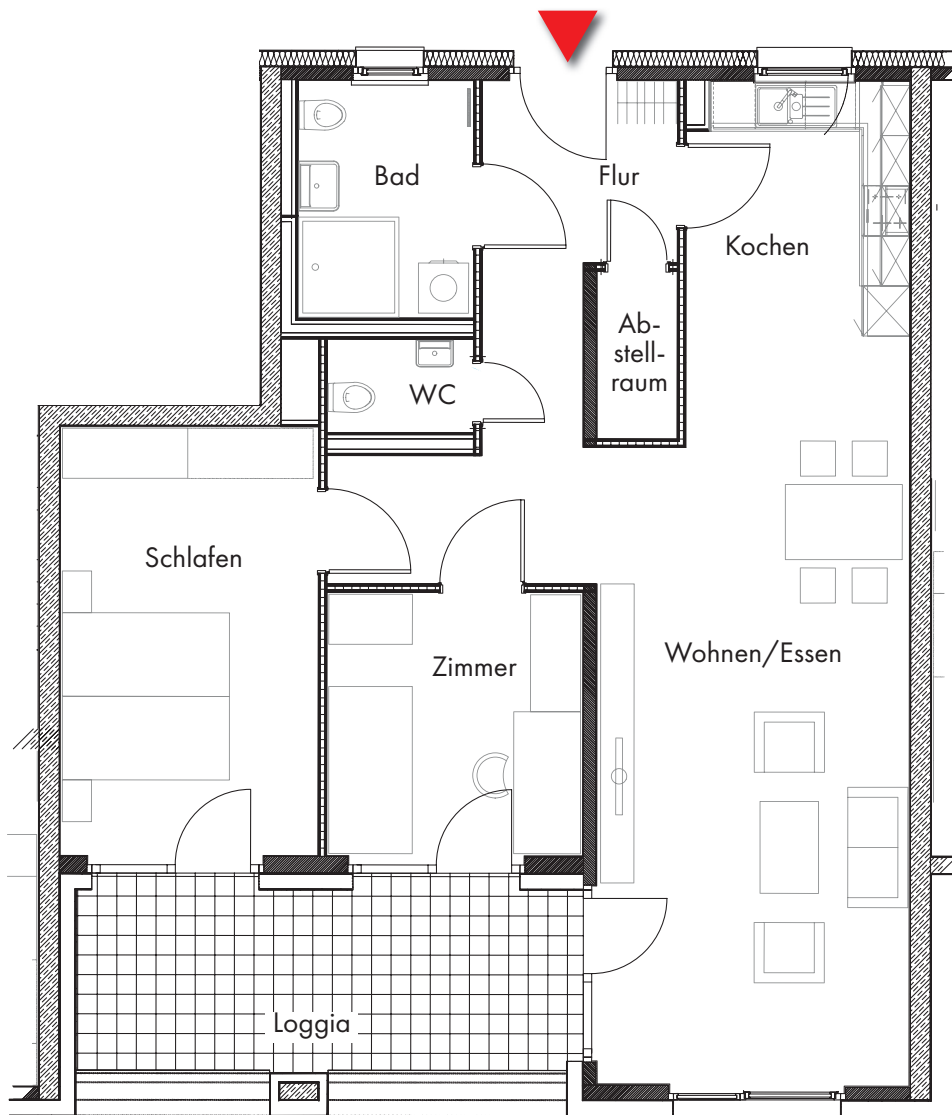 Bad
Flur
Kochen
Ab-
stell-
raum
WC
Schlafen
Zimmer
Wohnen/Essen
Loggia